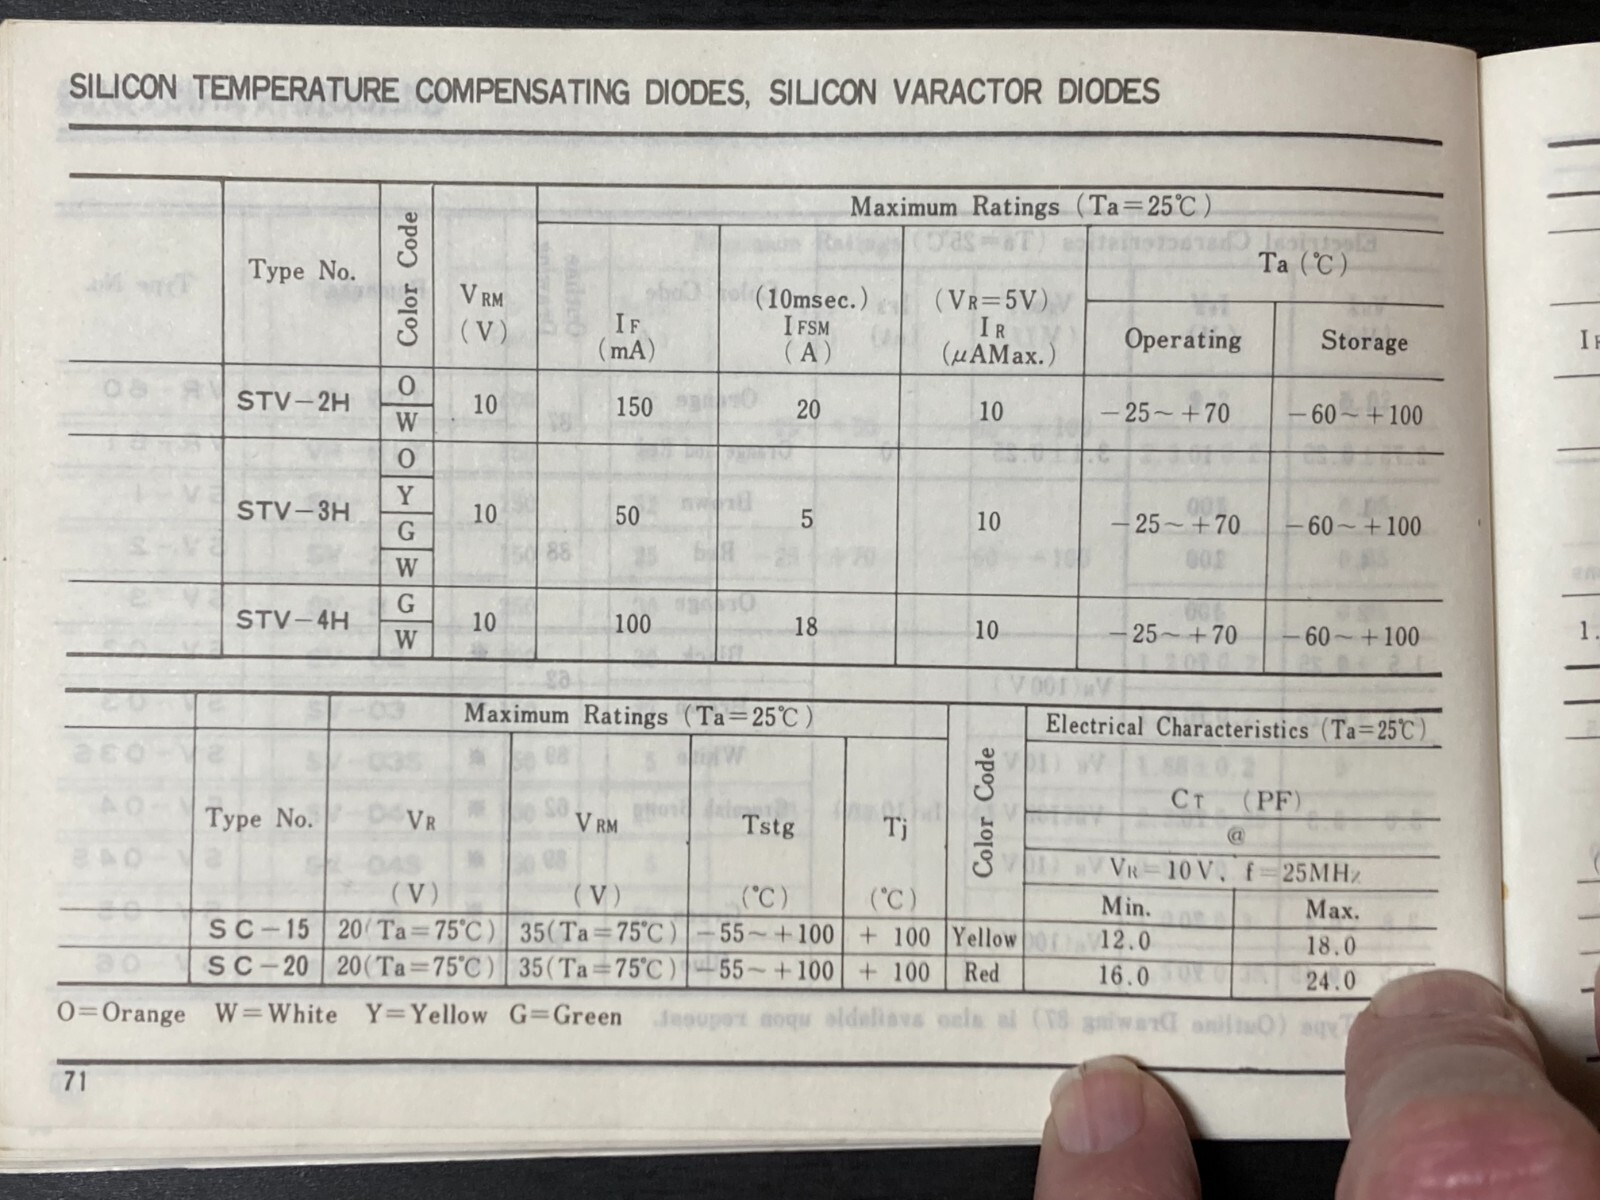 SILICON TEMPERATURE COMPENSATING DIODES, SILICON VARACTOR DIODES
Type No. Color Code VRM (V) Maximum Ratings (Ta=25℃)
IF (mA) (10msec.) IFSM (A) (VR=5V) IR (μAMax.) Ta (℃)
Operating Storage
STV-2H O W 10 150 20 10 -25~+70 -60~+100
STV-3H O Y G W 10 50 5 10 -25~+70 -60~+100
STV-4H G W 10 100 18 10 -25~+70 -60~+100
Type No. Maximum Ratings (Ta=25℃) Color Code Electrical Characteristics (Ta=25℃)
VR (V) VRM (V) Tstg (℃) Tj (℃) CT (PF)
@
VR=10V, f=25MHz
Min. Max.
SC-15 20(Ta=75℃) 35(Ta=75℃) -55~+100 +100 Yellow 12.0 18.0
SC-20 20(Ta=75℃) 35(Ta=75℃) -55~+100 +100 Red 16.0 24.0
O=Orange W=White Y=Yellow G=Green
71